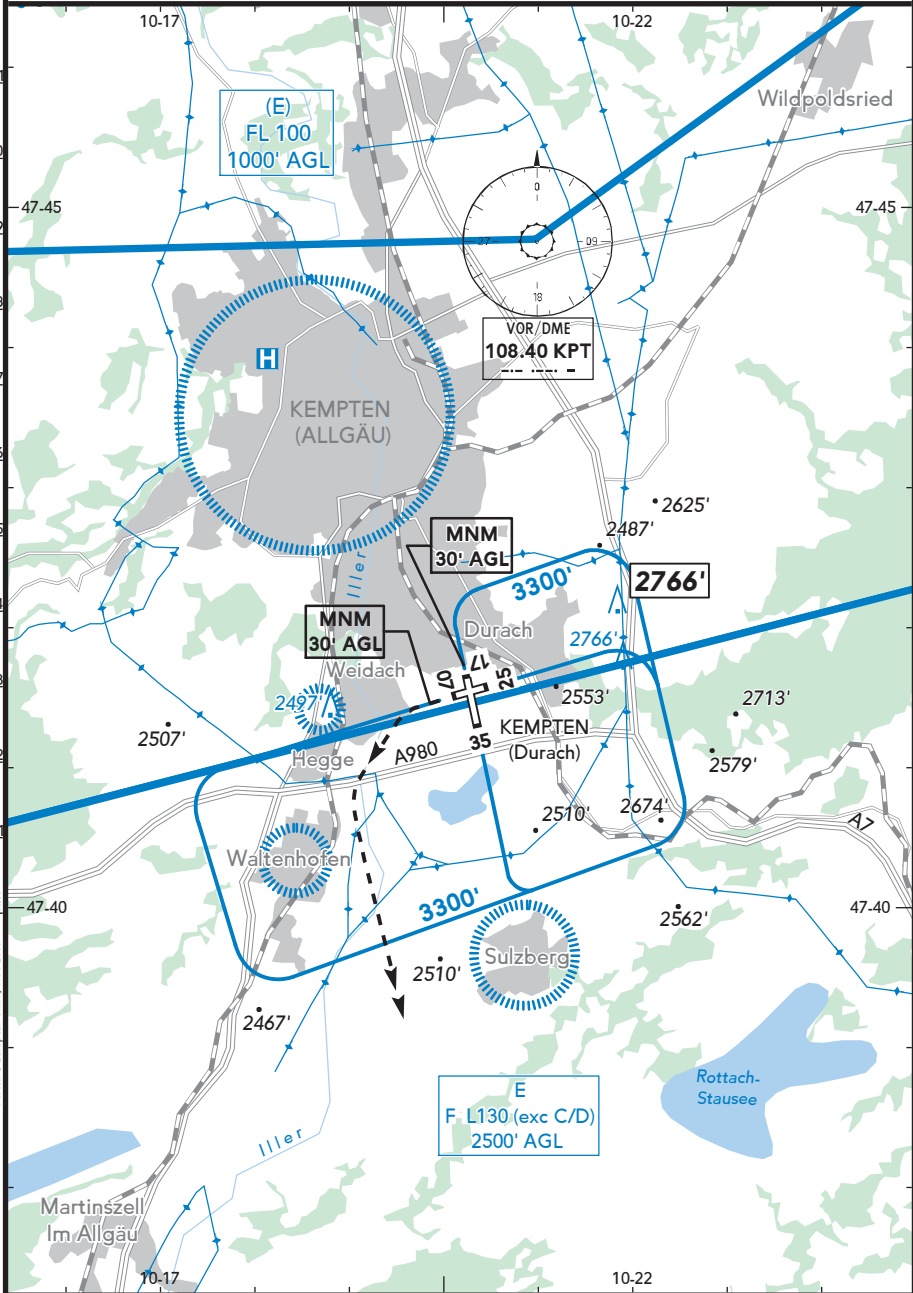 10-17
10-22
Wildpoldsried
(E)
FL 100
1000' AGL
47-45
47-45
0
27
09
18
VOR/DME
108.40 KPT
H
KEMPTEN
(ALLGÄU)
2625'
2487'
MNM
30' AGL
Iller
3300'
2766'
MNM
30' AGL
Durach
2766'
Weidach
07
17
25
2553'
2497'
2713'
2507'
KEMPTEN
(Durach)
35
A980
Hegge
2579'
2510'
2674'
A7
Waltenhofen
3300'
47-40
47-40
2562'
Sulzberg
2510'
2467'
Rottach-
Stausee
E
F L130 (exc C/D)
2500' AGL
Iller
Martinszell
Im Allgäu
10-17
10-22